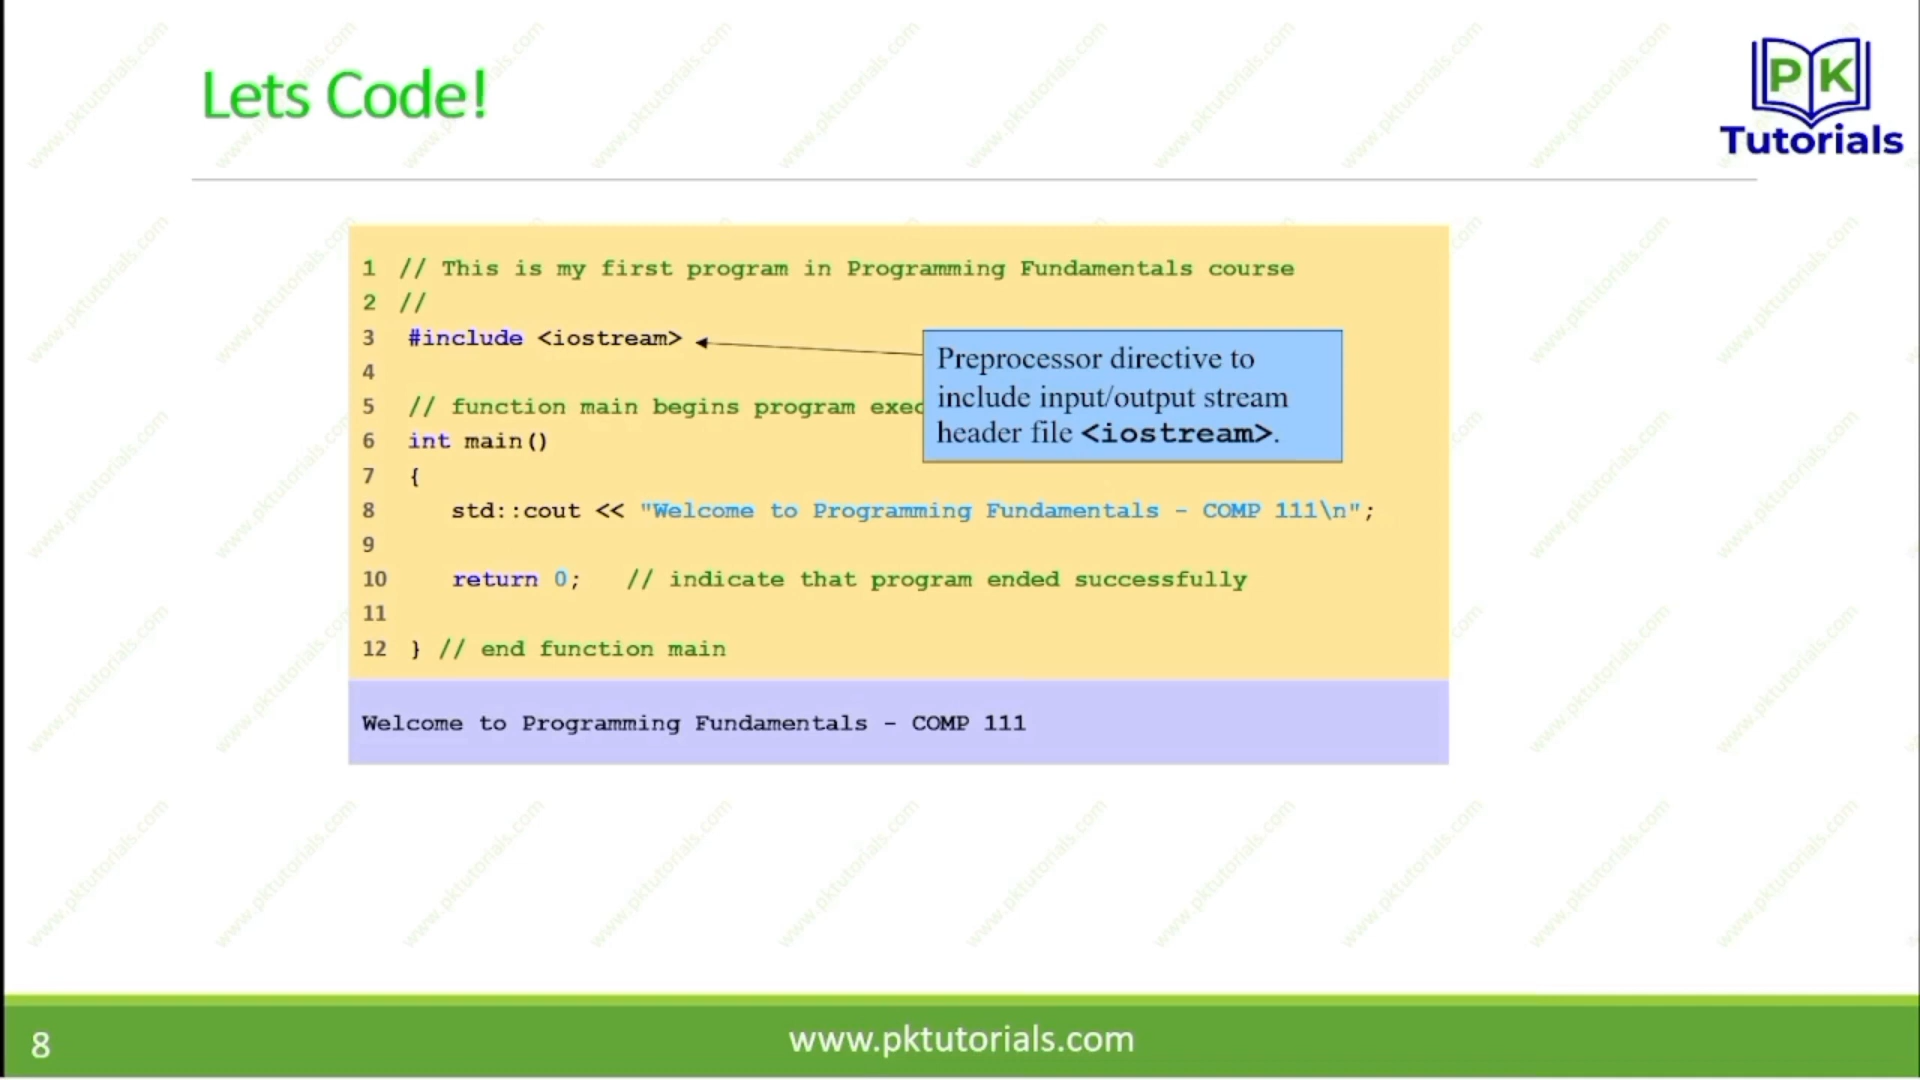 Lets Code!
PK
Tutorials
1 // This is my first program in Programming Fundamentals course
2 //
3 #include <iostream>
4
5 // function main begins program exec
6 int main()
7 {
8 std::cout << "Welcome to Programming Fundamentals - COMP 111\n";
9
10 return 0; // indicate that program ended successfully
11
12 } // end function main
Preprocessor directive to
include input/output stream
header file <iostream>.
Welcome to Programming Fundamentals - COMP 111
8
www.pktutorials.com